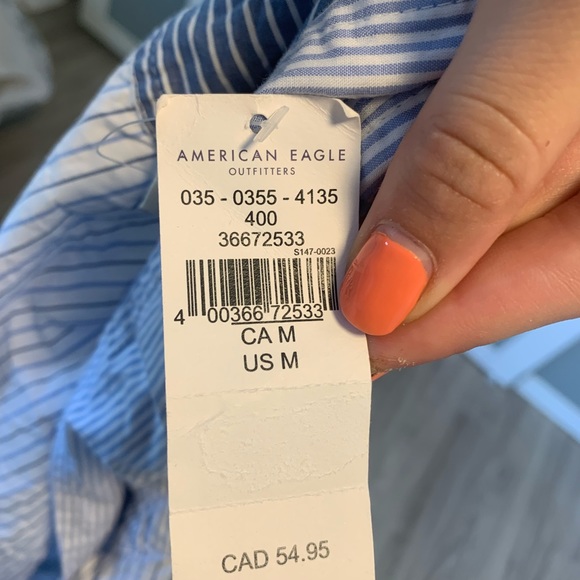 AMERICAN EAGLE
OUTFITTERS
035 - 0355 - 4135
400
36672533
S147-0023
4 00366 72533
CA M
US M
CAD 54.95